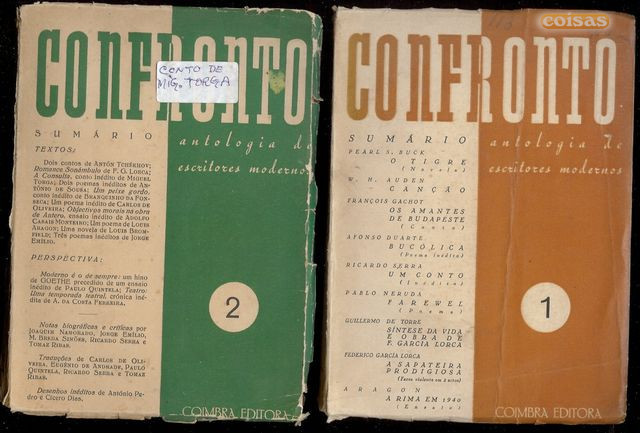 CONFRONTO
CONTO DE
MIG. TORGA
antologia de
escritores modernos
SUMÁRIO
TEXTOS:
Dois contos de ANTÓN TCHÉKHOV;
Romance Sonâmbulo de F. G. LORCA;
A Consulta, conto inédito de MIGUEL
TORGA; Dois poemas inéditos de AN-
TÓNIO DE SOUSA; Um peixe gordo,
conto inédito de BRANQUINHO DA FON-
SECA; Um poema inédito de CARLOS DE
OLIVEIRA; Objectivos morais na obra
de Antero, ensaio inédito de ADOLFO
CASAIS MONTEIRO; Um poema de LOUIS
ARAGON; Uma novela de LOUIS BROM-
FIELD; Três poemas inéditos de JORGE
EMÍLIO.
PERSPECTIVA:
Moderno é o de sempre: um hino
de GOETHE precedido de um ensaio
inédito de PAULO QUINTELA; Teatro:
Uma temporada teatral, crónica iné-
dita de A. DA COSTA FERREIRA.
Notas biográficas e críticas por
JOAQUIM NAMORADO, JORGE EMÍLIO,
M. BREDA SIMÕES, RICARDO SERRA e
TOMAZ RIBAS.
Traduções de CARLOS DE OLI-
VEIRA, EUGÉNIO DE ANDRADE, PAULO
QUINTELA, RICARDO SERRA e TOMAZ
RIBAS.
Desenhos inéditos de António Pe-
dro e Cícero Dias.
2
COIMBRA EDITORA
coisas
113
CONFRONTO
antologia de
escritores modernos
SUMÁRIO
PEARL S. BUCK
O TIGRE
(Novela)
W. H. AUDEN
CANÇÃO
FRANÇOIS GACHOT
OS AMANTES
DE BUDAPESTE
(Conto)
AFONSO DUARTE
BUCÓLICA
(Poema inédito)
RICARDO SERRA
UM CONTO
(Inédito)
PABLO NERUDA
FAREWEL
(Poema)
GUILLERMO DE TORRE
SÍNTESE DA VIDA
E OBRA DE
F. GARCIA LORCA
FEDERICO GARCÍA LORCA
A SAPATEIRA
PRODIGIOSA
(Farsa violenta em 2 actos)
ARAGON
A RIMA EM 1940
(Ensaio)
1
COIMBRA EDITORA